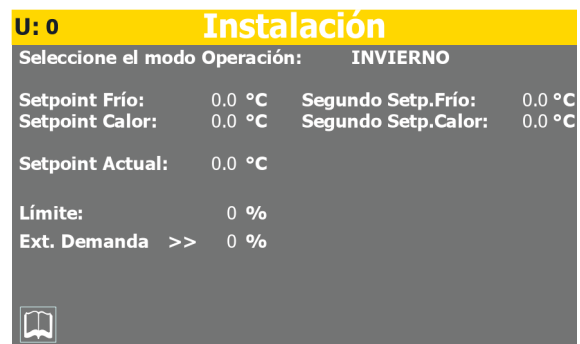 U: 0 Instalación
Seleccione el modo Operación: INVIERNO
Setpoint Frío: 0.0 °C Segundo Setp.Frío: 0.0 °C
Setpoint Calor: 0.0 °C Segundo Setp.Calor: 0.0 °C
Setpoint Actual: 0.0 °C
Límite: 0 %
Ext. Demanda >> 0 %